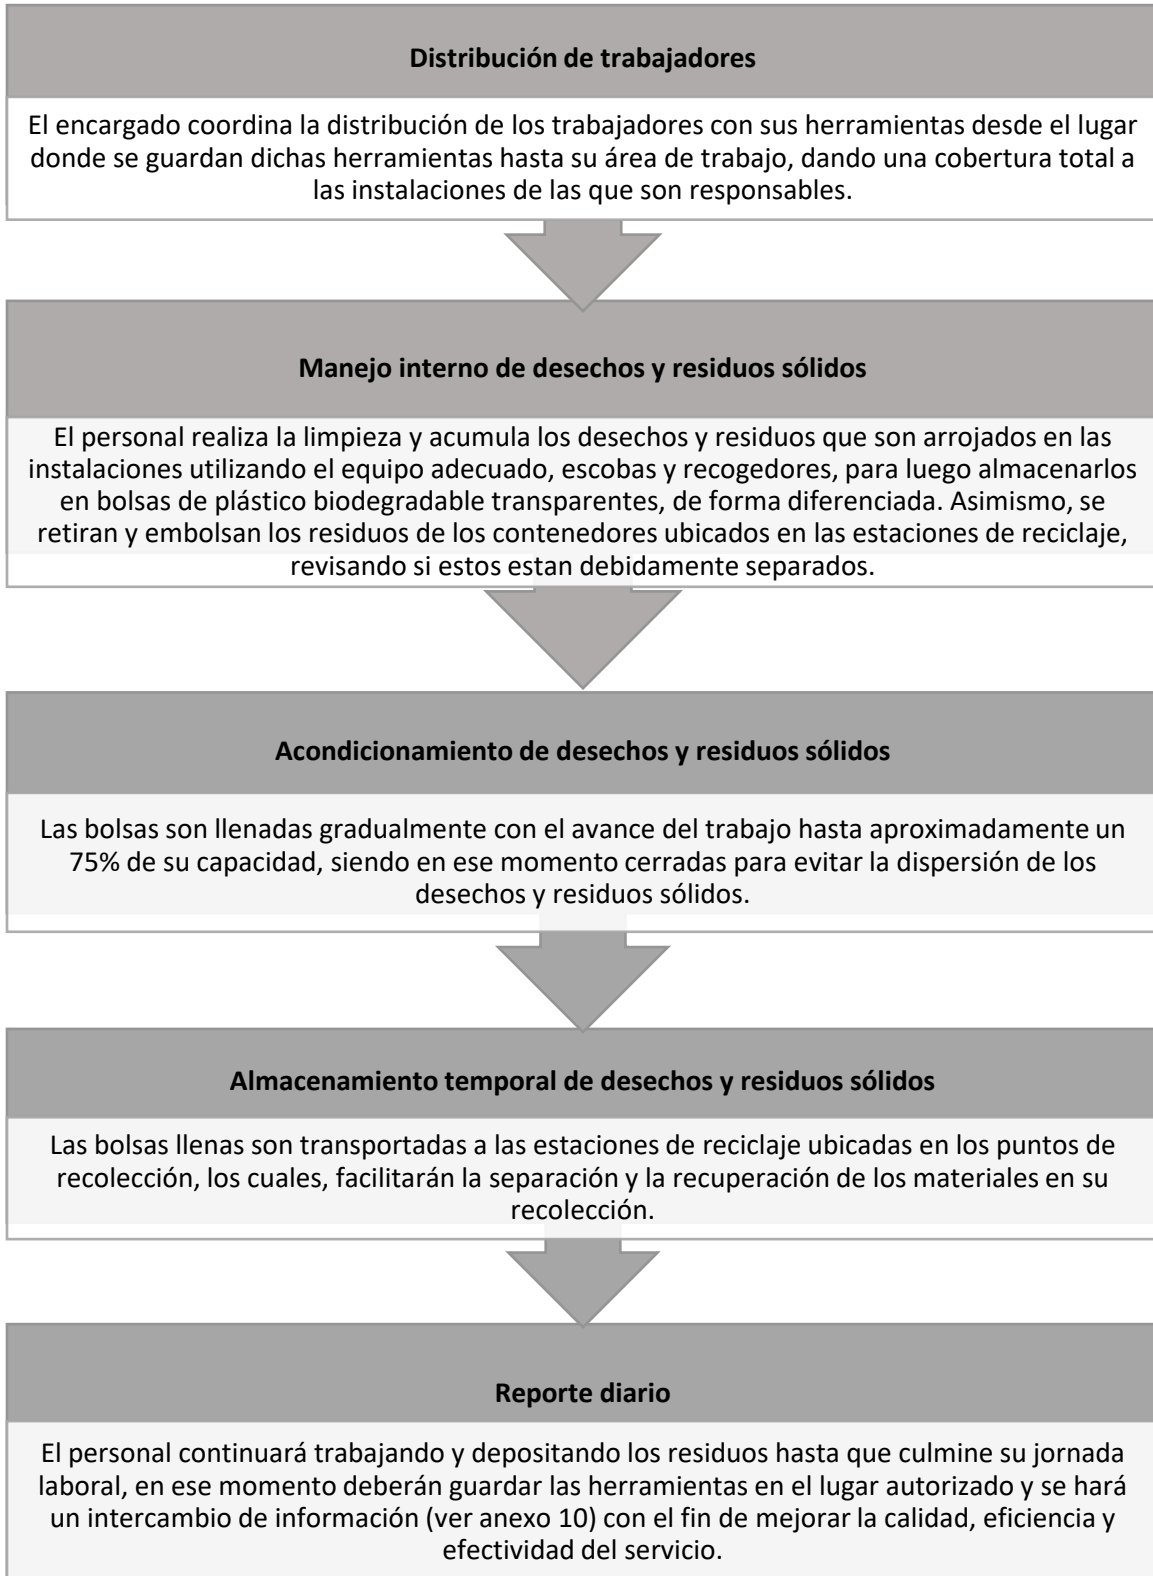 Distribución de trabajadores
El encargado coordina la distribución de los trabajadores con sus herramientas desde el lugar
donde se guardan dichas herramientas hasta su área de trabajo, dando una cobertura total a
las instalaciones de las que son responsables.
Manejo interno de desechos y residuos sólidos
El personal realiza la limpieza y acumula los desechos y residuos que son arrojados en las
instalaciones utilizando el equipo adecuado, escobas y recogedores, para luego almacenarlos
en bolsas de plástico biodegradable transparentes, de forma diferenciada. Asimismo, se
retiran y embolsan los residuos de los contenedores ubicados en las estaciones de reciclaje,
revisando si estos estan debidamente separados.
Acondicionamiento de desechos y residuos sólidos
Las bolsas son llenadas gradualmente con el avance del trabajo hasta aproximadamente un
75% de su capacidad, siendo en ese momento cerradas para evitar la dispersión de los
desechos y residuos sólidos.
Almacenamiento temporal de desechos y residuos sólidos
Las bolsas llenas son transportadas a las estaciones de reciclaje ubicadas en los puntos de
recolección, los cuales, facilitarán la separación y la recuperación de los materiales en su
recolección.
Reporte diario
El personal continuará trabajando y depositando los residuos hasta que culmine su jornada
laboral, en ese momento deberán guardar las herramientas en el lugar autorizado y se hará
un intercambio de información (ver anexo 10) con el fin de mejorar la calidad, eficiencia y
efectividad del servicio.